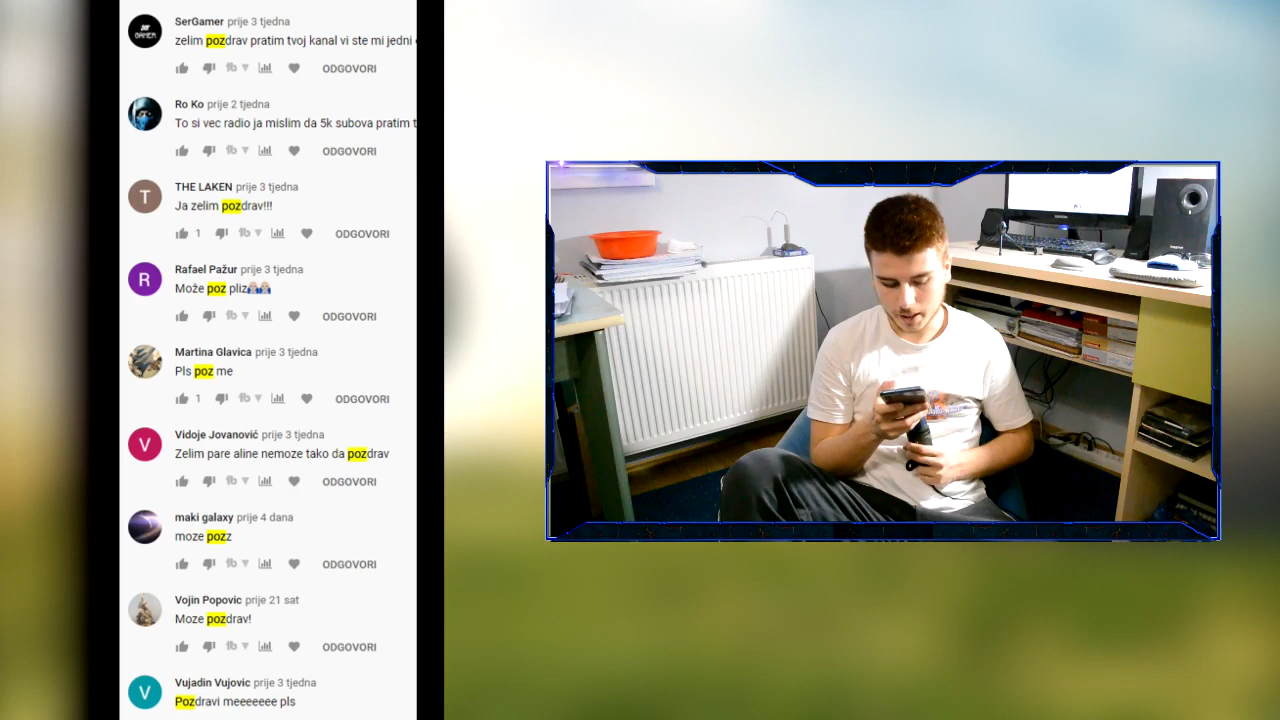 SerGamer prije 3 tjedna
zelim pozdrav pratim tvoj kanal vi ste mi jedni
ODGOVORI
Ro Ko prije 2 tjedna
To si vec radio ja mislim da 5k subova pratim t
ODGOVORI
T
THE LAKEN prije 3 tjedna
Ja zelim pozdrav!!!
1 ODGOVORI
R
Rafael Pažur prije 3 tjedna
Može poz pliz
ODGOVORI
Martina Glavica prije 3 tjedna
Pls poz me
1 ODGOVORI
V
Vidoje Jovanović prije 3 tjedna
Zelim pare aline nemoze tako da pozdrav
ODGOVORI
maki galaxy prije 4 dana
moze pozz
ODGOVORI
Vojin Popovic prije 21 sat
Moze pozdrav!
ODGOVORI
V
Vujadin Vujovic prije 3 tjedna
Pozdravi meeeeeee pls